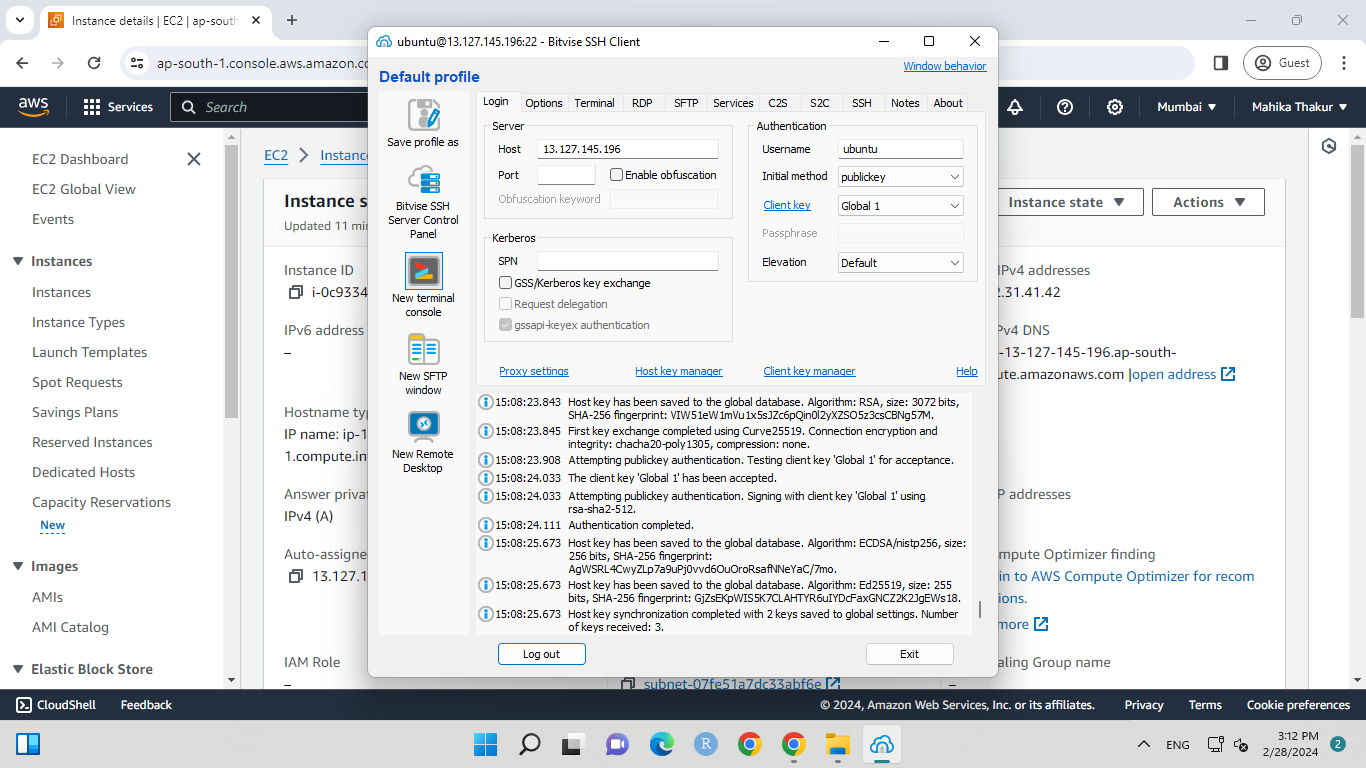 Instance details | EC2 | ap-south
ap-south-1.console.aws.amazon.co
Guest
aws
Services
Search
Mumbai
Mahika Thakur
EC2 Dashboard
EC2 Global View
Events
Instances
Instances
Instance Types
Launch Templates
Spot Requests
Savings Plans
Reserved Instances
Dedicated Hosts
Capacity Reservations
New
Images
AMIs
AMI Catalog
Elastic Block Store
EC2
Instanc
Instance s
Updated 11 min
Instance ID
i-0c9334
IPv6 address
–
Hostname type
IP name: ip-1
1.compute.in
Answer privat
IPv4 (A)
Auto-assigne
13.127.1
IAM Role
–
subnet-07fe51a7dc33abf6e
Instance state
Actions
IPv4 addresses
2.31.41.42
Pv4 DNS
-13-127-145-196.ap-south-
ute.amazonaws.com |open address
P addresses
mpute Optimizer finding
in to AWS Compute Optimizer for recom
ions.
more
aling Group name
–
ubuntu@13.127.145.196:22 - Bitvise SSH Client
Default profile
Window behavior
Save profile as
Bitvise SSH
Server Control
Panel
New terminal
console
New SFTP
window
New Remote
Desktop
Login
Options
Terminal
RDP
SFTP
Services
C2S
S2C
SSH
Notes
About
Server
Host
13.127.145.196
Port
Enable obfuscation
Obfuscation keyword
Kerberos
SPN
GSS/Kerberos key exchange
Request delegation
gssapi-keyex authentication
Authentication
Username
ubuntu
Initial method
publickey
Client key
Global 1
Passphrase
Elevation
Default
Proxy settings
Host key manager
Client key manager
Help
15:08:23.843 Host key has been saved to the global database. Algorithm: RSA, size: 3072 bits,
SHA-256 fingerprint: VIW51eW1mVu1x5sJZc6pQin0l2yXZSO5z3csCBNg57M.
15:08:23.845 First key exchange completed using Curve25519. Connection encryption and
integrity: chacha20-poly1305, compression: none.
15:08:23.908 Attempting publickey authentication. Testing client key 'Global 1' for acceptance.
15:08:24.033 The client key 'Global 1' has been accepted.
15:08:24.033 Attempting publickey authentication. Signing with client key 'Global 1' using
rsa-sha2-512.
15:08:24.111 Authentication completed.
15:08:25.673 Host key has been saved to the global database. Algorithm: ECDSA/nistp256, size:
256 bits, SHA-256 fingerprint:
AgWSRL4CwyZLp7a9uPj0vvd6OuOroRsafNNeYaC/7mo.
15:08:25.673 Host key has been saved to the global database. Algorithm: Ed25519, size: 255
bits, SHA-256 fingerprint: GjZsEKpWIS5K7CLAHTYR6uIYDcFaxGNCZ2K2JgEWs18.
15:08:25.673 Host key synchronization completed with 2 keys saved to global settings. Number
of keys received: 3.
Log out
Exit
CloudShell
Feedback
© 2024, Amazon Web Services, Inc. or its affiliates.
Privacy
Terms
Cookie preferences
R
ENG
3:12 PM
2/28/2024
2